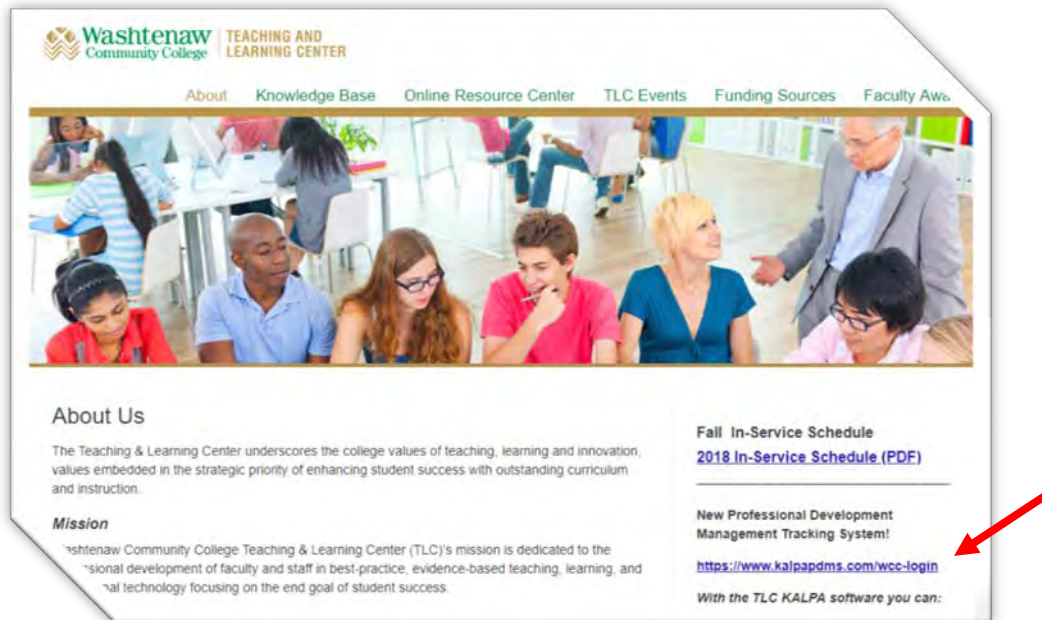 Washtenaw
Community College
TEACHING AND
LEARNING CENTER
About Knowledge Base Online Resource Center TLC Events Funding Sources Faculty
About Us
The Teaching & Learning Center underscores the college values of teaching, learning and innovation,
values embedded in the strategic priority of enhancing student success with outstanding curriculum
and instruction.
Mission
Community College Teaching & Learning Center (TLC)'s mission is dedicated to the
development of faculty and staff in best-practice, evidence-based teaching, learning, and
technology focusing on the end goal of student success.
Fall In-Service Schedule
2018 In-Service Schedule (PDF)
New Professional Development
Management Tracking System!
https://www.kalpapdms.com/wcc-login
With the TLC KALPA software you can: